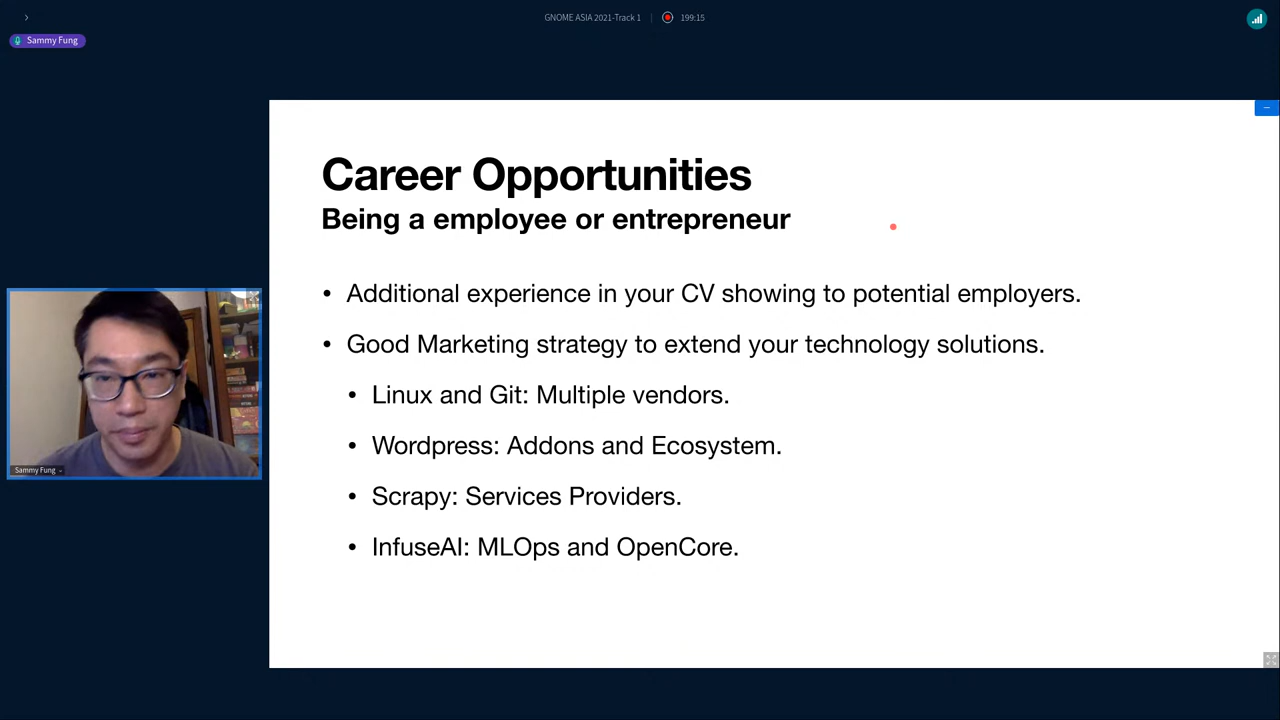 GNOME ASIA 2021-Track 1
199:15
Sammy Fung
Career Opportunities
Being a employee or entrepreneur
• Additional experience in your CV showing to potential employers.
• Good Marketing strategy to extend your technology solutions.
• Linux and Git: Multiple vendors.
• Wordpress: Addons and Ecosystem.
• Scrapy: Services Providers.
• InfuseAI: MLOps and OpenCore.
Sammy Fung